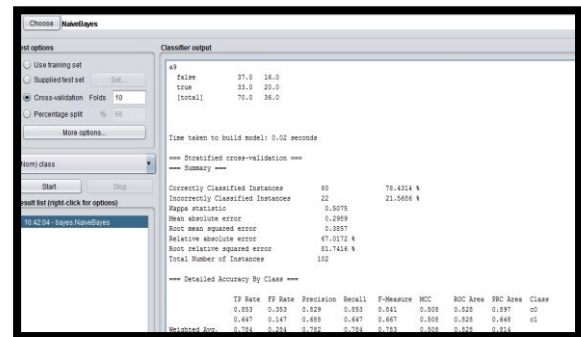 Choose NaiveBayes
est options
Use training set
Supplied test set Set...
Cross-validation Folds 10
Percentage split % 66
More options...
Nom) class
Start Stop
esult list (right-click for options)
10:42:04 - bayes.NaiveBayes
Classifier output
a9
false 37.0 16.0
true 33.0 20.0
[total] 70.0 36.0
Time taken to build model: 0.02 seconds
=== Stratified cross-validation ===
=== Summary ===
Correctly Classified Instances 80 78.4314 %
Incorrectly Classified Instances 22 21.5686 %
Kappa statistic 0.5075
Mean absolute error 0.2989
Root mean squared error 0.3857
Relative absolute error 67.0172 %
Root relative squared error 81.7416 %
Total Number of Instances 102
=== Detailed Accuracy By Class ===
TP Rate FP Rate Precision Recall F-Measure MCC ROC Area PRC Area Class
0.853 0.353 0.829 0.853 0.841 0.508 0.828 0.897 c0
0.647 0.147 0.688 0.647 0.667 0.508 0.828 0.648 c1
Weighted Avg. 0.784 0.284 0.782 0.784 0.783 0.508 0.828 0.814